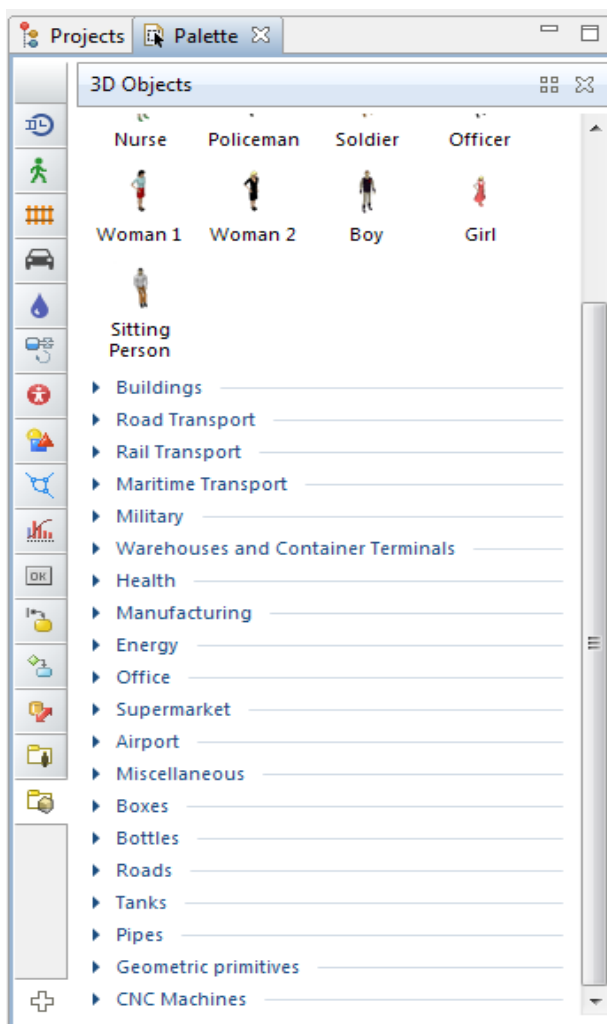 Projects Palette
3D Objects
Nurse Policeman Soldier Officer
Woman 1 Woman 2 Boy Girl
Sitting
Person
Buildings
Road Transport
Rail Transport
Maritime Transport
Military
Warehouses and Container Terminals
Health
OK
Manufacturing
Energy
Office
Supermarket
Airport
Miscellaneous
Boxes
Bottles
Roads
Tanks
Pipes
Geometric primitives
CNC Machines